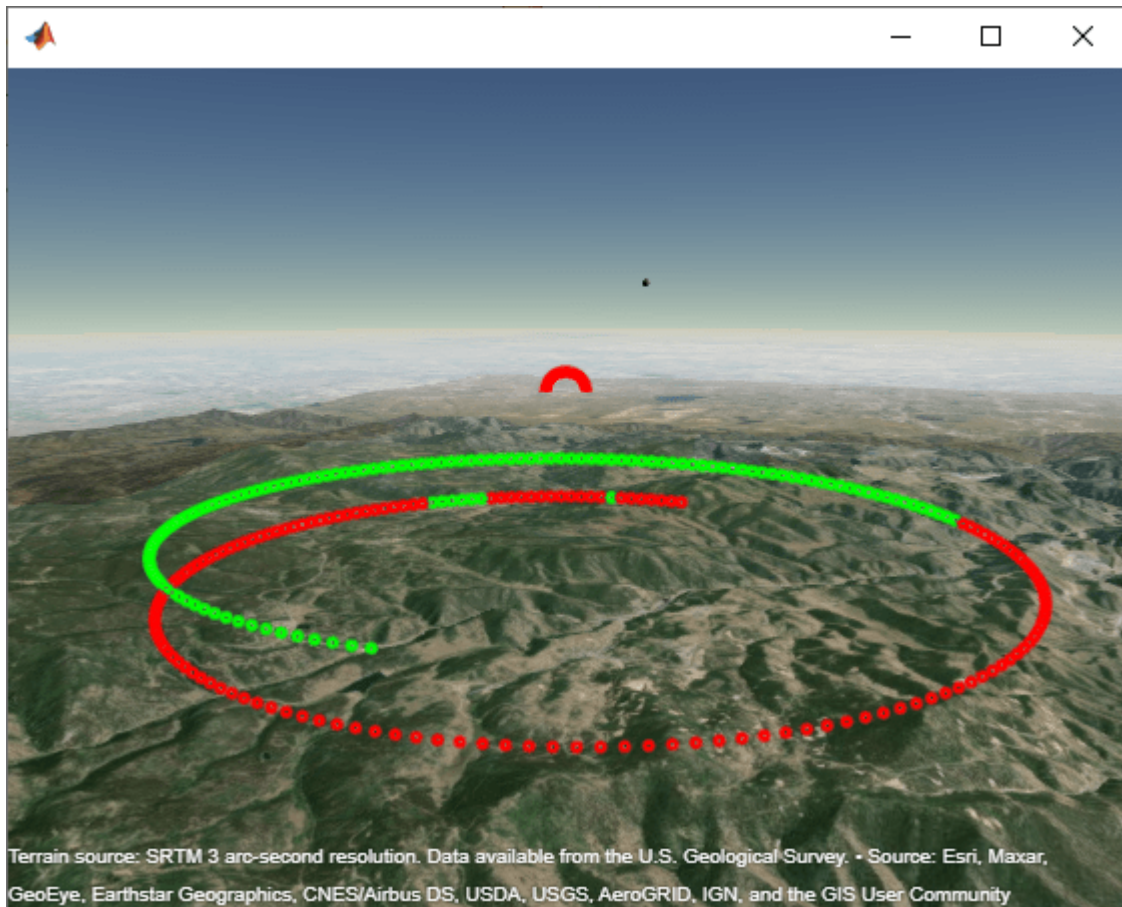 Terrain source: SRTM 3 arc-second resolution. Data available from the U.S. Geological Survey. • Source: Esri, Maxar,
GeoEye, Earthstar Geographics, CNES/Airbus DS, USDA, USGS, AeroGRID, IGN, and the GIS User Community